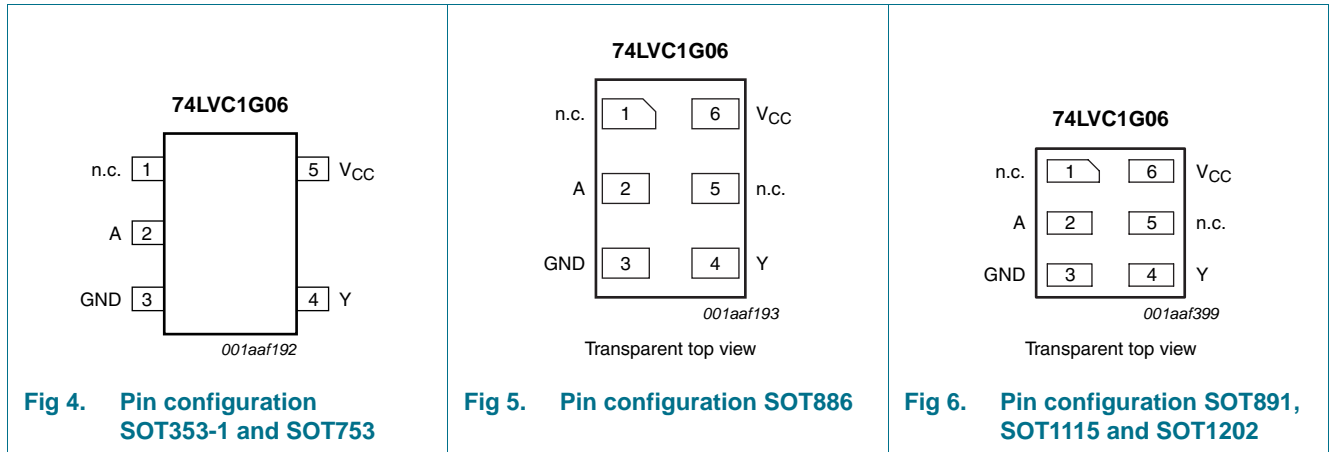 74LVC1G06
n.c. 1
5 VCC
A 2
GND 3
4 Y
001aaf192
Fig 4. Pin configuration
SOT353-1 and SOT753
74LVC1G06
n.c. 1 6 VCC
A 2 5 n.c.
GND 3 4 Y
001aaf193
Transparent top view
Fig 5. Pin configuration SOT886
74LVC1G06
n.c. 1 6 VCC
A 2 5 n.c.
GND 3 4 Y
001aaf399
Transparent top view
Fig 6. Pin configuration SOT891,
SOT1115 and SOT1202